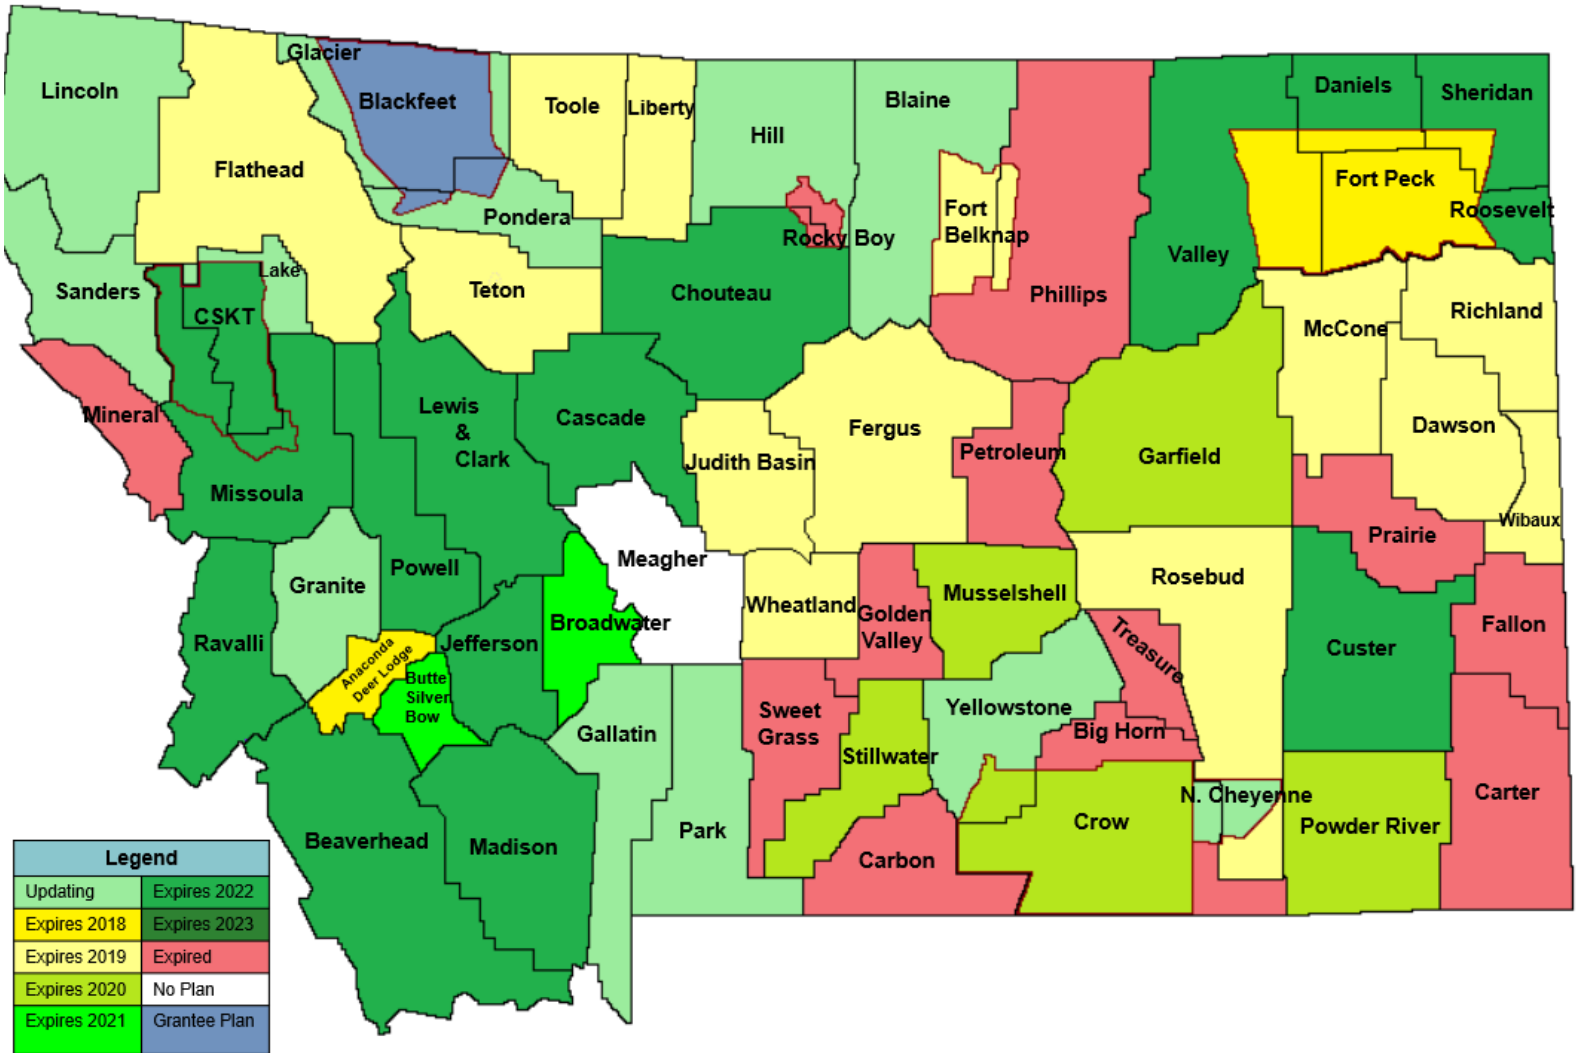 Glacier
Lincoln
Blackfeet
Toole
Liberty
Hill
Blaine
Daniels
Sheridan
Flathead
Pondera
Fort
Belknap
Fort Peck
Roosevelt
Rocky Boy
Valley
Sanders
Lake
CSKT
Teton
Chouteau
Phillips
McCone
Richland
Mineral
Lewis
&
Clark
Cascade
Judith Basin
Fergus
Petroleum
Garfield
Dawson
Missoula
Wibaux
Prairie
Granite
Powell
Meagher
Musselshell
Rosebud
Ravalli
Anaconda
Deer Lodge
Jefferson
Broadwater
Wheatland
Golden
Valley
Treasure
Custer
Fallon
Butte
Silver
Bow
Gallatin
Sweet
Grass
Stillwater
Yellowstone
Big Horn
N. Cheyenne
Carter
Beaverhead
Madison
Park
Carbon
Crow
Powder River
Legend
Updating
Expires 2022
Expires 2018
Expires 2023
Expires 2019
Expired
Expires 2020
No Plan
Expires 2021
Grantee Plan